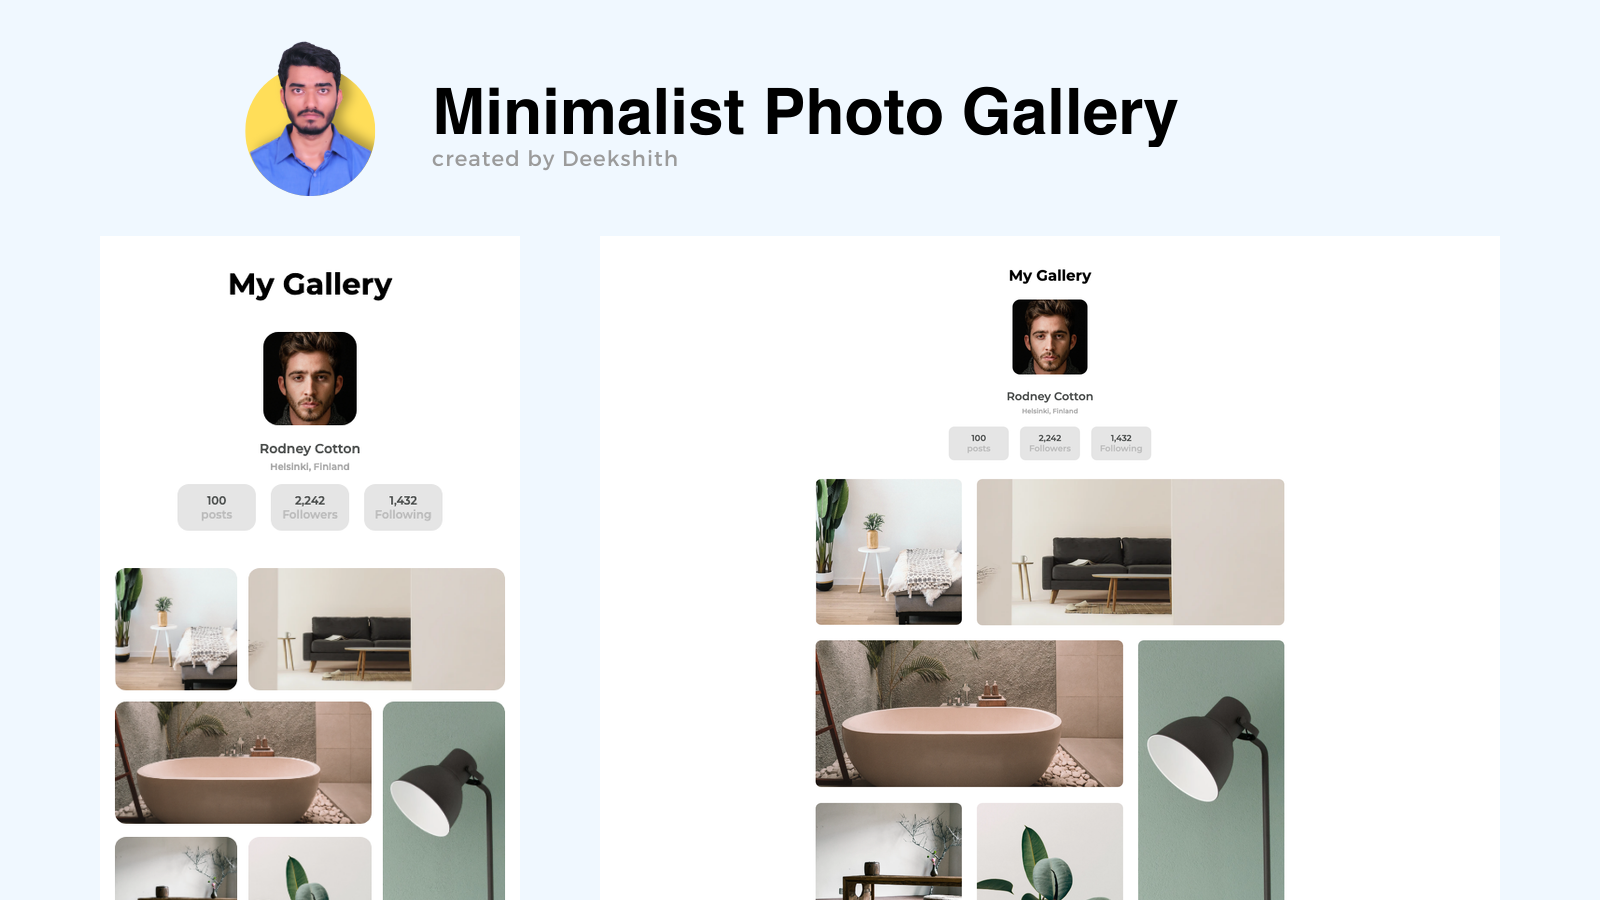 Minimalist Photo Gallery
created by Deekshith
My Gallery
Rodney Cotton
Helsinki, Finland
100
posts
2,242
Followers
1,432
Following
My Gallery
Rodney Cotton
Helsinki, Finland
100
posts
2,242
Followers
1,432
Following